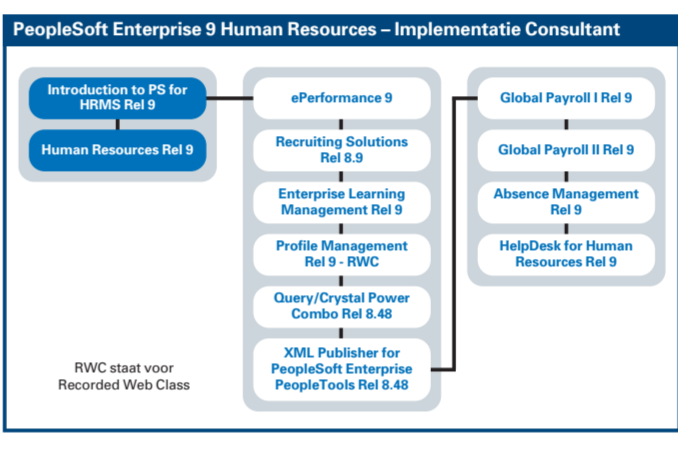 PeopleSoft Enterprise 9 Human Resources – Implementatie Consultant
Introduction to PS for
HRMS Rel 9
Human Resources Rel 9
ePerformance 9
Recruiting Solutions
Rel 8.9
Enterprise Learning
Management Rel 9
Profile Management
Rel 9 - RWC
Query/Crystal Power
Combo Rel 8.48
XML Publisher for
PeopleSoft Enterprise
PeopleTools Rel 8.48
Global Payroll I Rel 9
Global Payroll II Rel 9
Absence Management
Rel 9
HelpDesk for Human
Resources Rel 9
RWC staat voor
Recorded Web Class